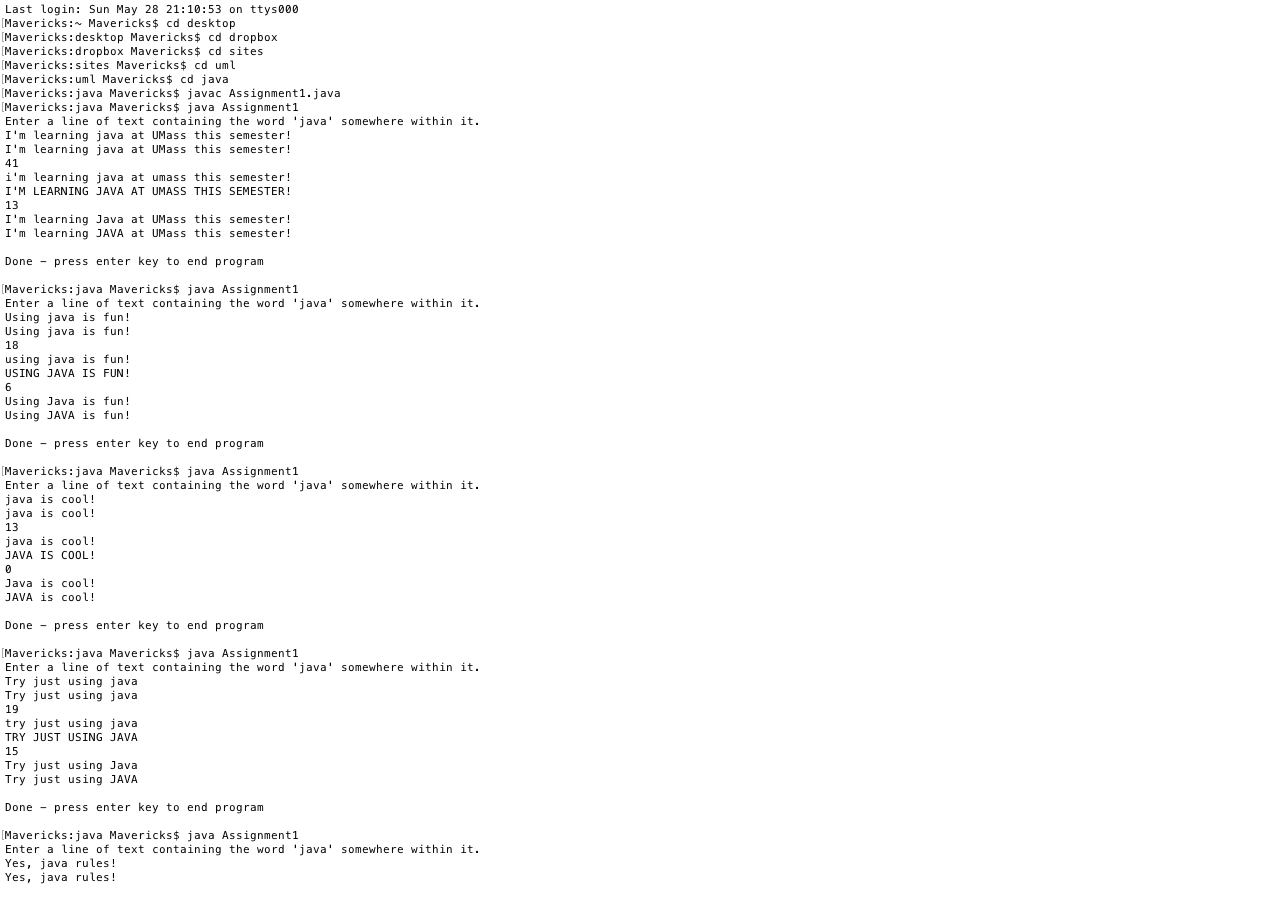 Last login: Sun May 28 21:10:53 on ttys000
[Mavericks:~ Mavericks$ cd desktop
[Mavericks:desktop Mavericks$ cd dropbox
[Mavericks:dropbox Mavericks$ cd sites
[Mavericks:sites Mavericks$ cd uml
[Mavericks:uml Mavericks$ cd java
[Mavericks:java Mavericks$ javac Assignment1.java
[Mavericks:java Mavericks$ java Assignment1
Enter a line of text containing the word 'java' somewhere within it.
I'm learning java at UMass this semester!
I'm learning java at UMass this semester!
41
i'm learning java at umass this semester!
I'M LEARNING JAVA AT UMASS THIS SEMESTER!
13
I'm learning Java at UMass this semester!
I'm learning JAVA at UMass this semester!

Done - press enter key to end program

[Mavericks:java Mavericks$ java Assignment1
Enter a line of text containing the word 'java' somewhere within it.
Using java is fun!
Using java is fun!
18
using java is fun!
USING JAVA IS FUN!
6
Using Java is fun!
Using JAVA is fun!

Done - press enter key to end program

[Mavericks:java Mavericks$ java Assignment1
Enter a line of text containing the word 'java' somewhere within it.
java is cool!
java is cool!
13
java is cool!
JAVA IS COOL!
0
Java is cool!
JAVA is cool!

Done - press enter key to end program

[Mavericks:java Mavericks$ java Assignment1
Enter a line of text containing the word 'java' somewhere within it.
Try just using java
Try just using java
19
try just using java
TRY JUST USING JAVA
15
Try just using Java
Try just using JAVA

Done - press enter key to end program

[Mavericks:java Mavericks$ java Assignment1
Enter a line of text containing the word 'java' somewhere within it.
Yes, java rules!
Yes, java rules!